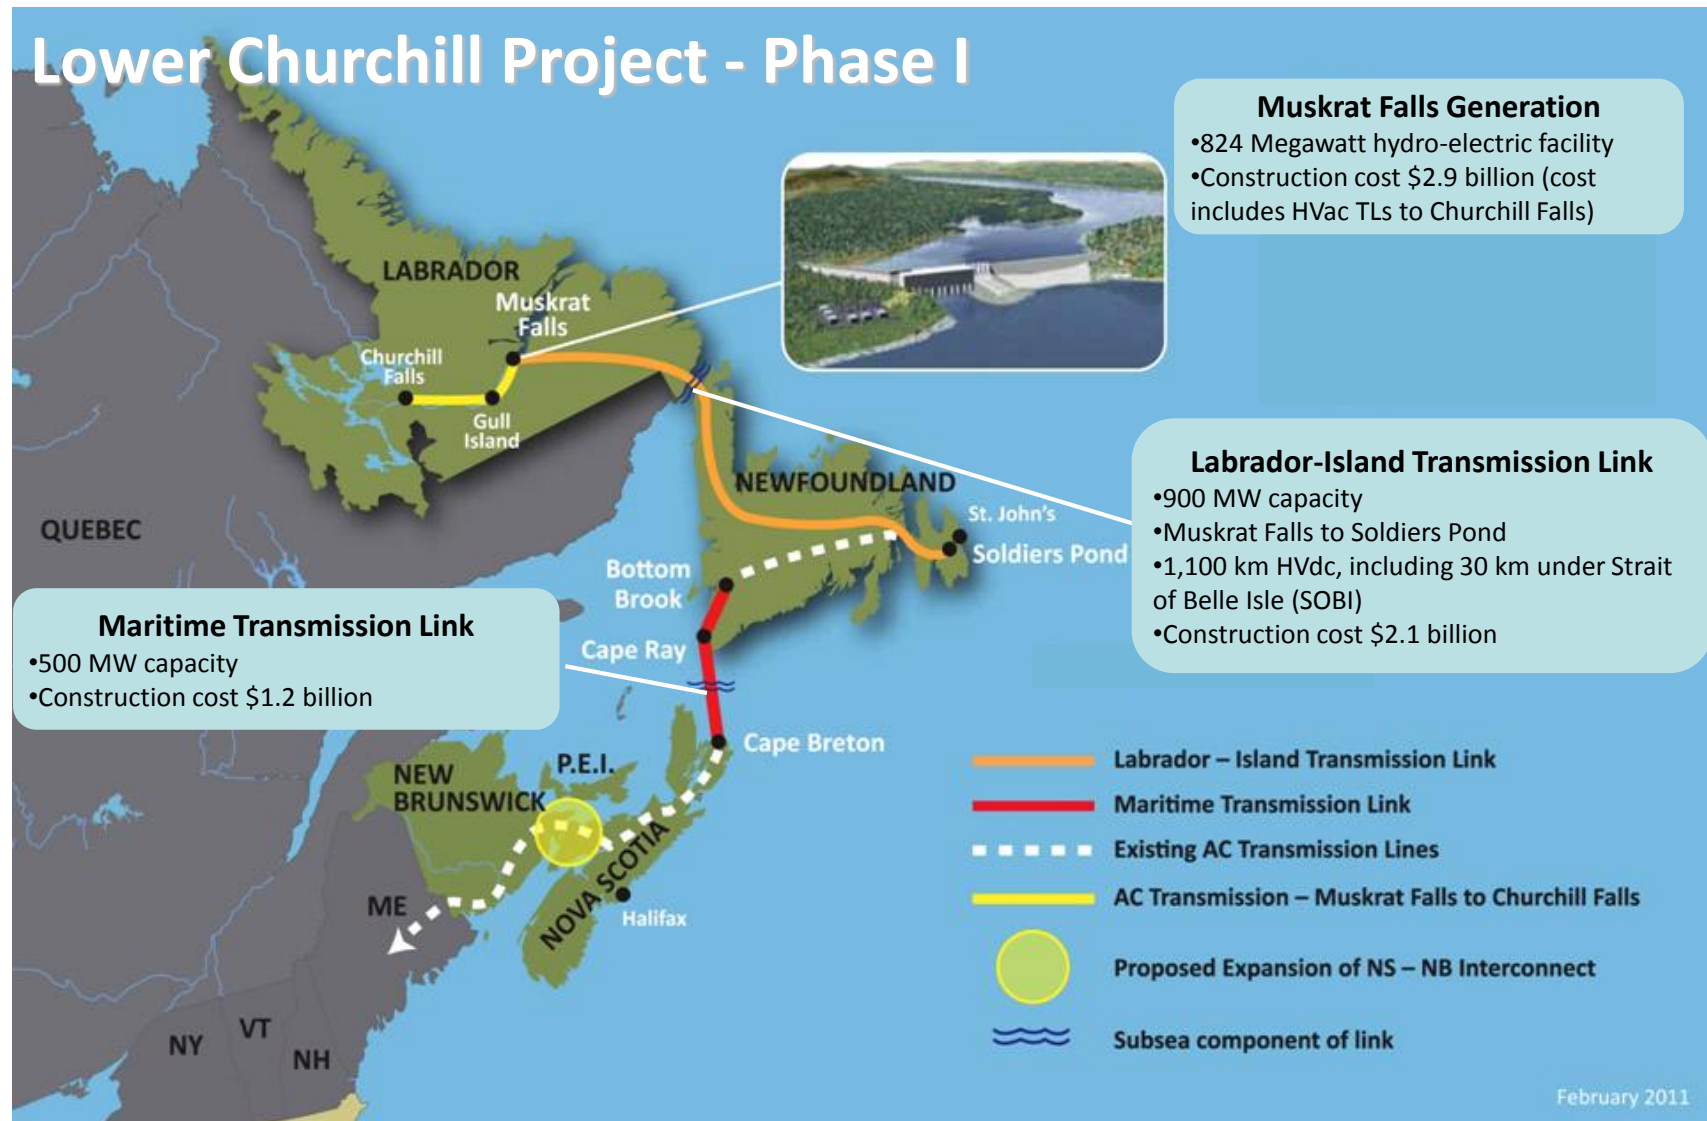 Lower Churchill Project - Phase I
Muskrat Falls Generation
•824 Megawatt hydro-electric facility
•Construction cost $2.9 billion (cost
includes HVac TLs to Churchill Falls)
LABRADOR
Muskrat
Falls
Churchill
Falls
Gull
Island
QUEBEC
NEWFOUNDLAND
St. John's
Soldiers Pond
Bottom
Brook
Cape Ray
Labrador-Island Transmission Link
•900 MW capacity
•Muskrat Falls to Soldiers Pond
•1,100 km HVdc, including 30 km under Strait
of Belle Isle (SOBI)
•Construction cost $2.1 billion
Maritime Transmission Link
•500 MW capacity
•Construction cost $1.2 billion
Cape Breton
P.E.I.
NEW
BRUNSWICK
NOVA SCOTIA
Halifax
ME
VT
NY
NH
Labrador – Island Transmission Link
Maritime Transmission Link
Existing AC Transmission Lines
AC Transmission – Muskrat Falls to Churchill Falls
Proposed Expansion of NS – NB Interconnect
Subsea component of link
February 2011